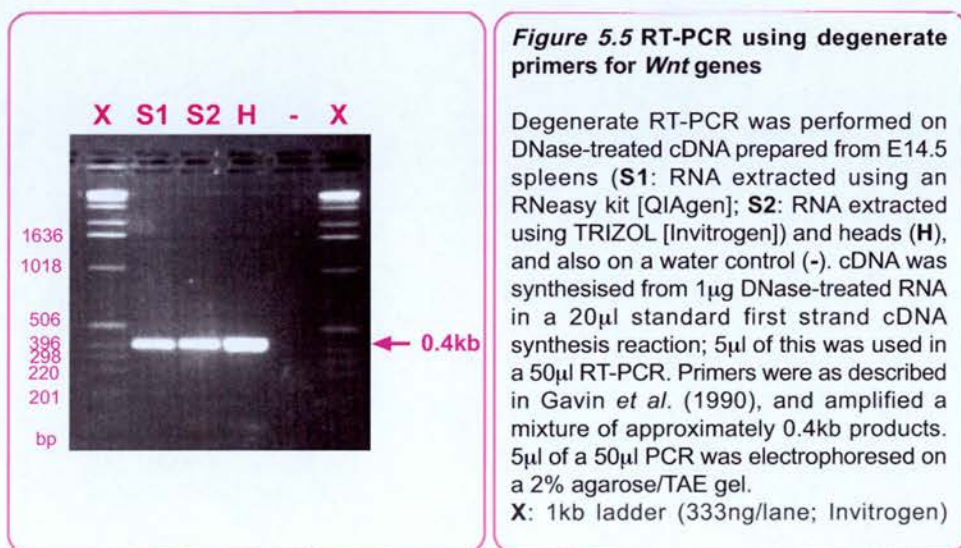 X S1 S2 H - X
1636
1018
506
396
298
220
201
bp
0.4kb
Figure 5.5 RT-PCR using degenerate
primers for Wnt genes
Degenerate RT-PCR was performed on
DNase-treated cDNA prepared from E14.5
spleens (S1: RNA extracted using an
RNeasy kit [QIAgen]; S2: RNA extracted
using TRIZOL [Invitrogen]) and heads (H),
and also on a water control (-). cDNA was
synthesised from 1µg DNase-treated RNA
in a 20µl standard first strand cDNA
synthesis reaction; 5µl of this was used in
a 50µl RT-PCR. Primers were as described
in Gavin et al. (1990), and amplified a
mixture of approximately 0.4kb products.
5µl of a 50µl PCR was electrophoresed on
a 2% agarose/TAE gel.
X: 1kb ladder (333ng/lane; Invitrogen)